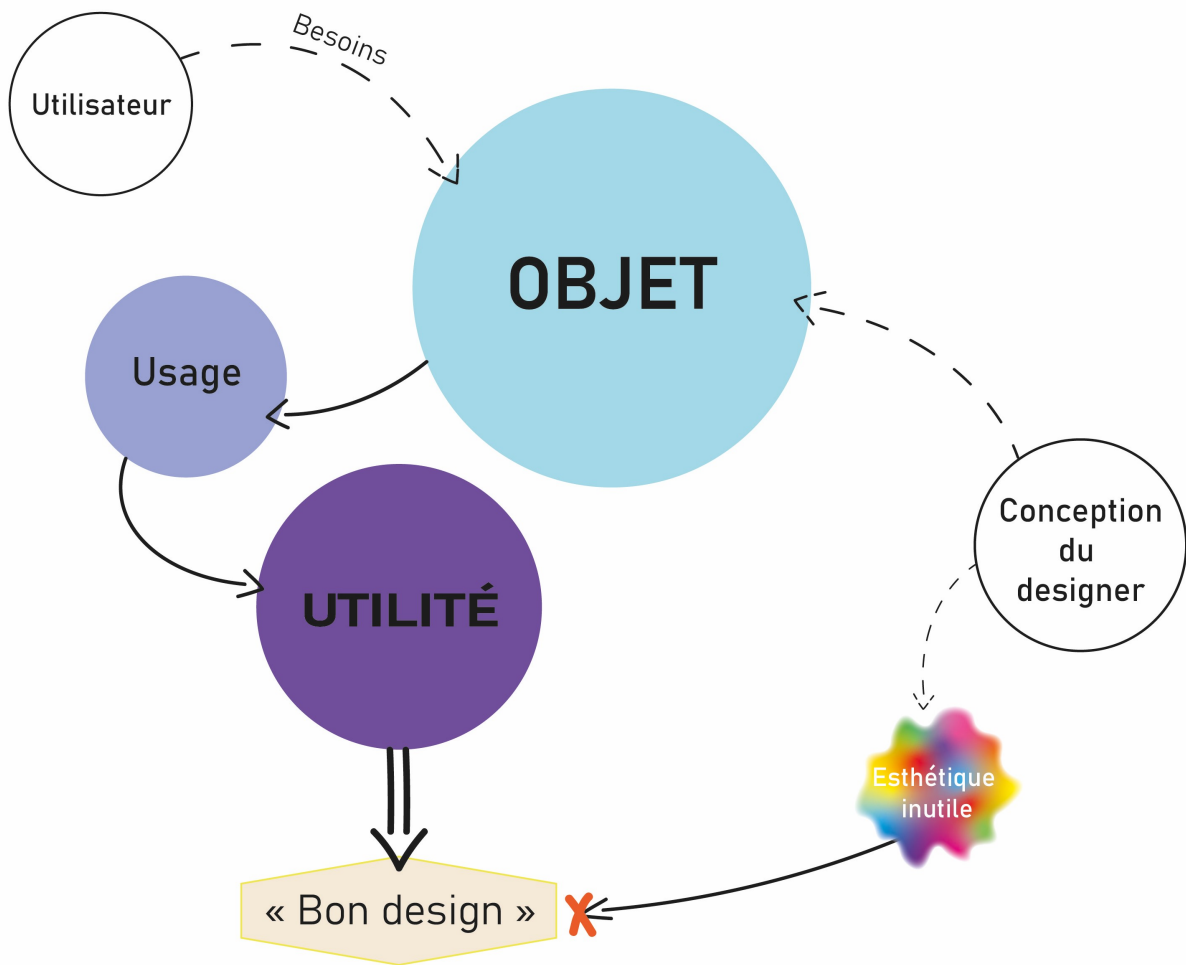 Besoins
Utilisateur
OBJET
Usage
Conception
du
designer
UTILITÉ
Esthétique
inutile
« Bon design »